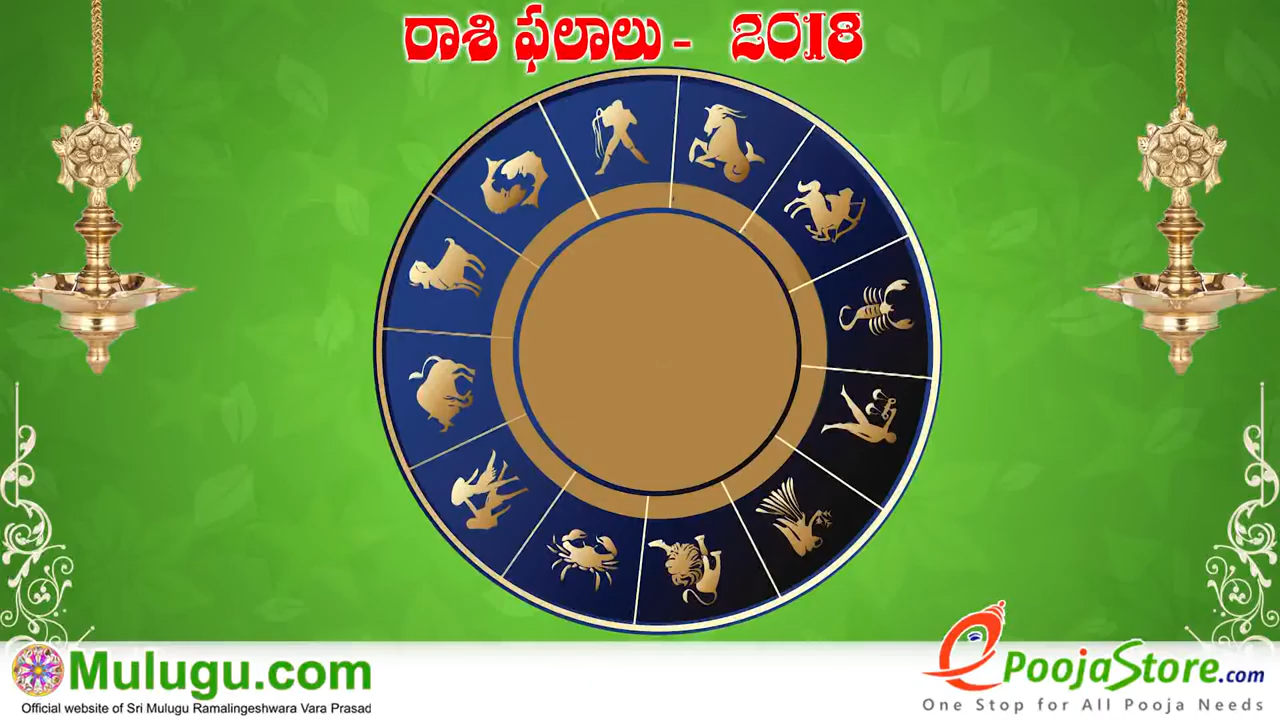 రాశి ఫలాలు - 2018
Mulugu.com
Official website of Sri Mulugu Ramalingeshwara Vara Prasad
ePoojaStore.com
One Stop for All Pooja Needs